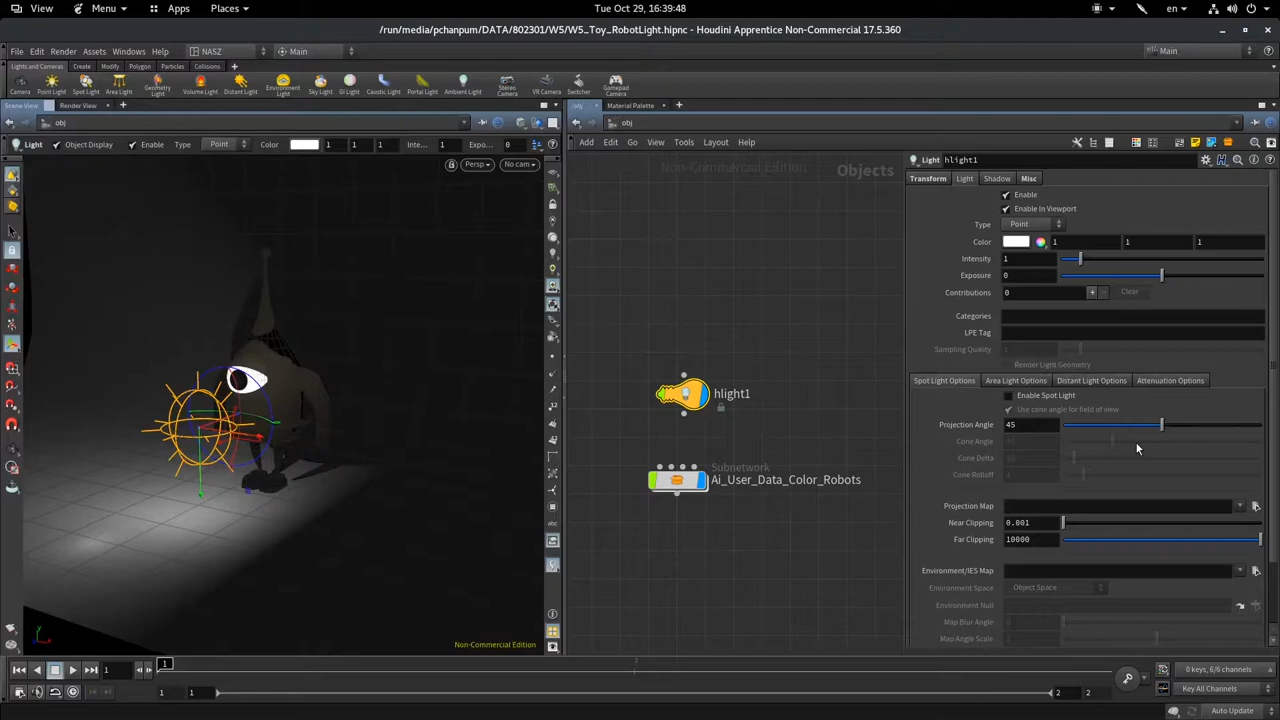 View Menu Apps Places Tue Oct 29, 16:39:48 en
/run/media/pchanpum/DATA/802301/W5/W5_Toy_RobotLight.hipnc - Houdini Apprentice Non-Commercial 17.5.360
File Edit Render Assets Windows Help NASZ Main Main
Lights and Cameras Create Modify Polygon Particles Collisions
Camera Point Light Spot Light Area Light Geometry Light Volume Light Distant Light Environment Light Sky Light GI Light Caustic Light Portal Light Ambient Light Stereo Camera VR Camera Switcher Gamepad Camera
Scene View Render View /obj Material Palette
obj obj
Light Object Display Enable Type Point Color 1 1 1 Inte... 1 Expo... 0
Add Edit Go View Tools Layout Help
Persp No cam
Non-Commercial Edition Objects
hlight1
Subnetwork
Ai_User_Data_Color_Robots
Non-Commercial Edition
Light hlight1
Transform Light Shadow Misc
Enable
Enable In Viewport
Type Point
Color 1 1 1
Intensity 1
Exposure 0
Contributions 0 Clear
Categories
LPE Tag
Sampling Quality 1
Render Light Geometry
Spot Light Options Area Light Options Distant Light Options Attenuation Options
Enable Spot Light
Use cone angle for field of view
Projection Angle 45
Cone Angle 45
Cone Delta
Cone Rolloff 1
Projection Map
Near Clipping 0.001
Far Clipping 10000
Environment/IES Map
Environment Space Object Space
Environment Null
Map Blur Angle
Map Angle Scale 1
abc
y x
1 1 2
0 keys, 6/6 channels
1 1 2 2 Key All Channels
Auto Update